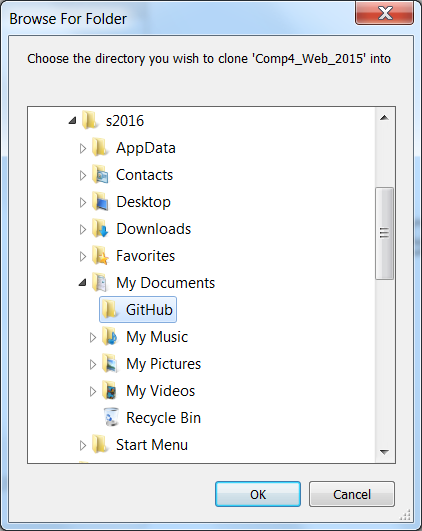 Browse For Folder
Choose the directory you wish to clone 'Comp4_Web_2015' into
s2016
AppData
Contacts
Desktop
Downloads
Favorites
My Documents
GitHub
My Music
My Pictures
My Videos
Recycle Bin
Start Menu
OK
Cancel